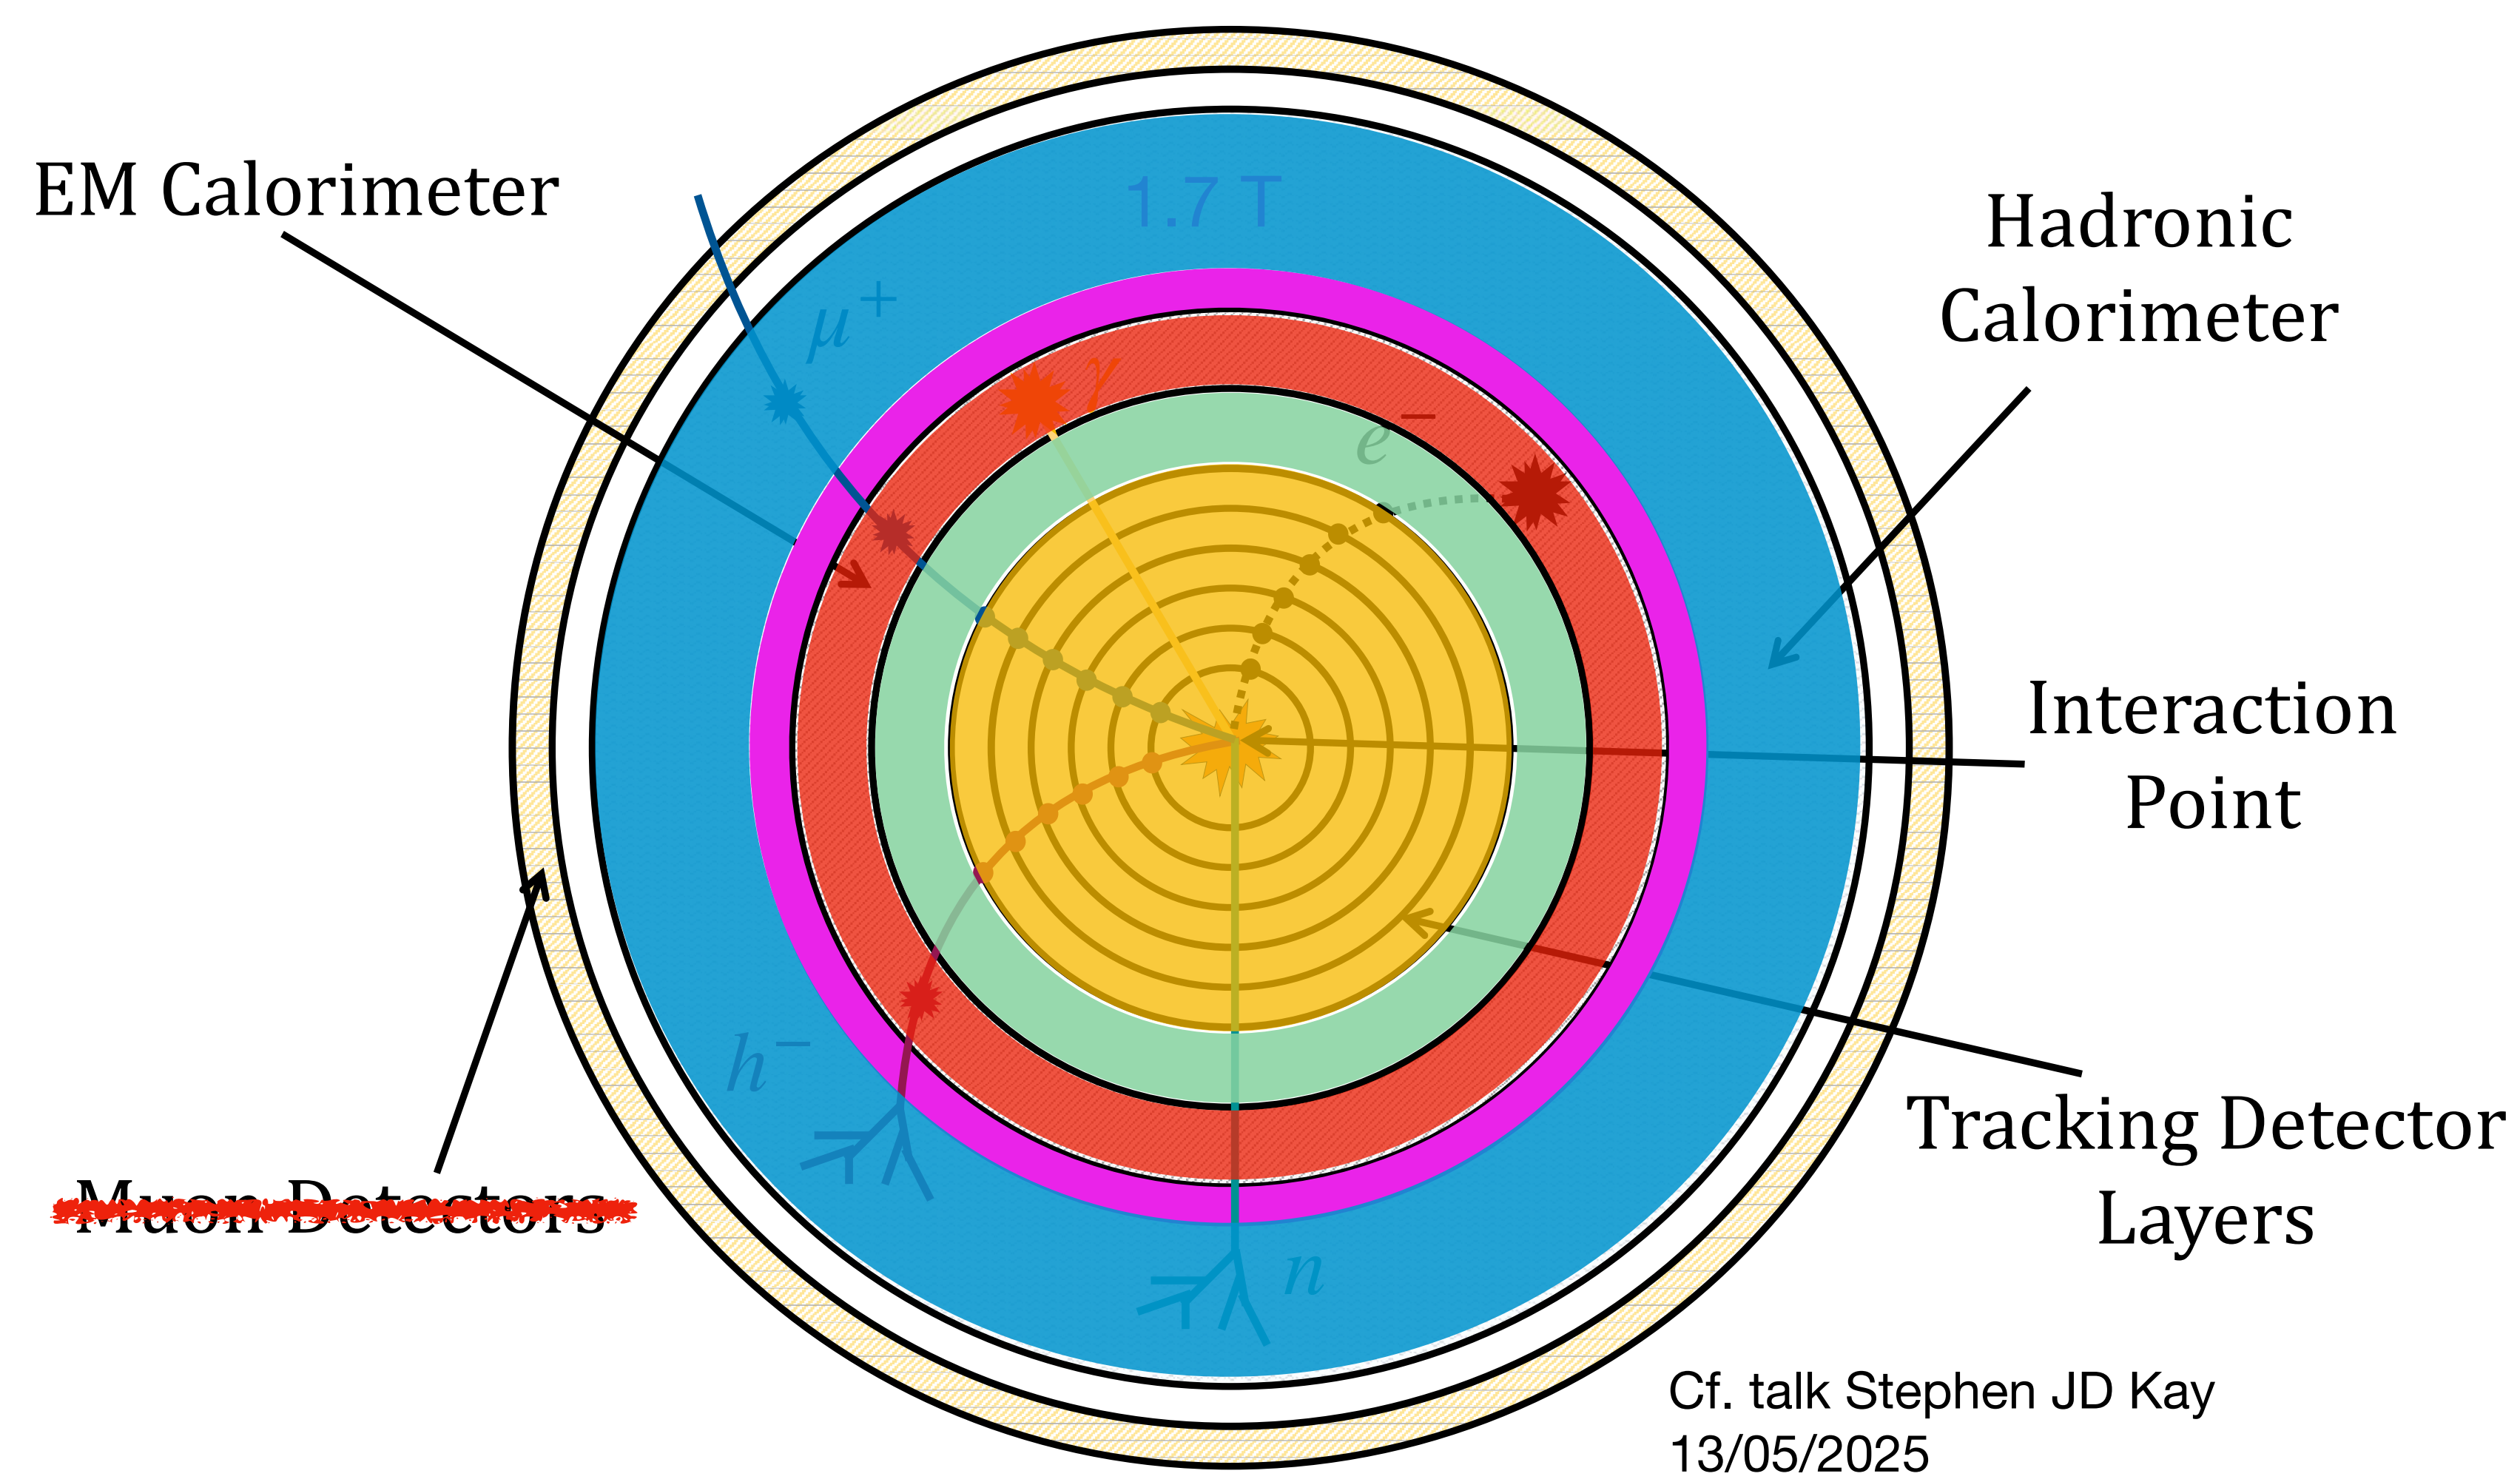 EM Calorimeter
1.7 T
Hadronic
Calorimeter
μ⁺
γ
e⁻
Interaction
Point
h⁻
Tracking Detector
Layers
Muon Detectors
n
Cf. talk Stephen JD Kay
13/05/2025